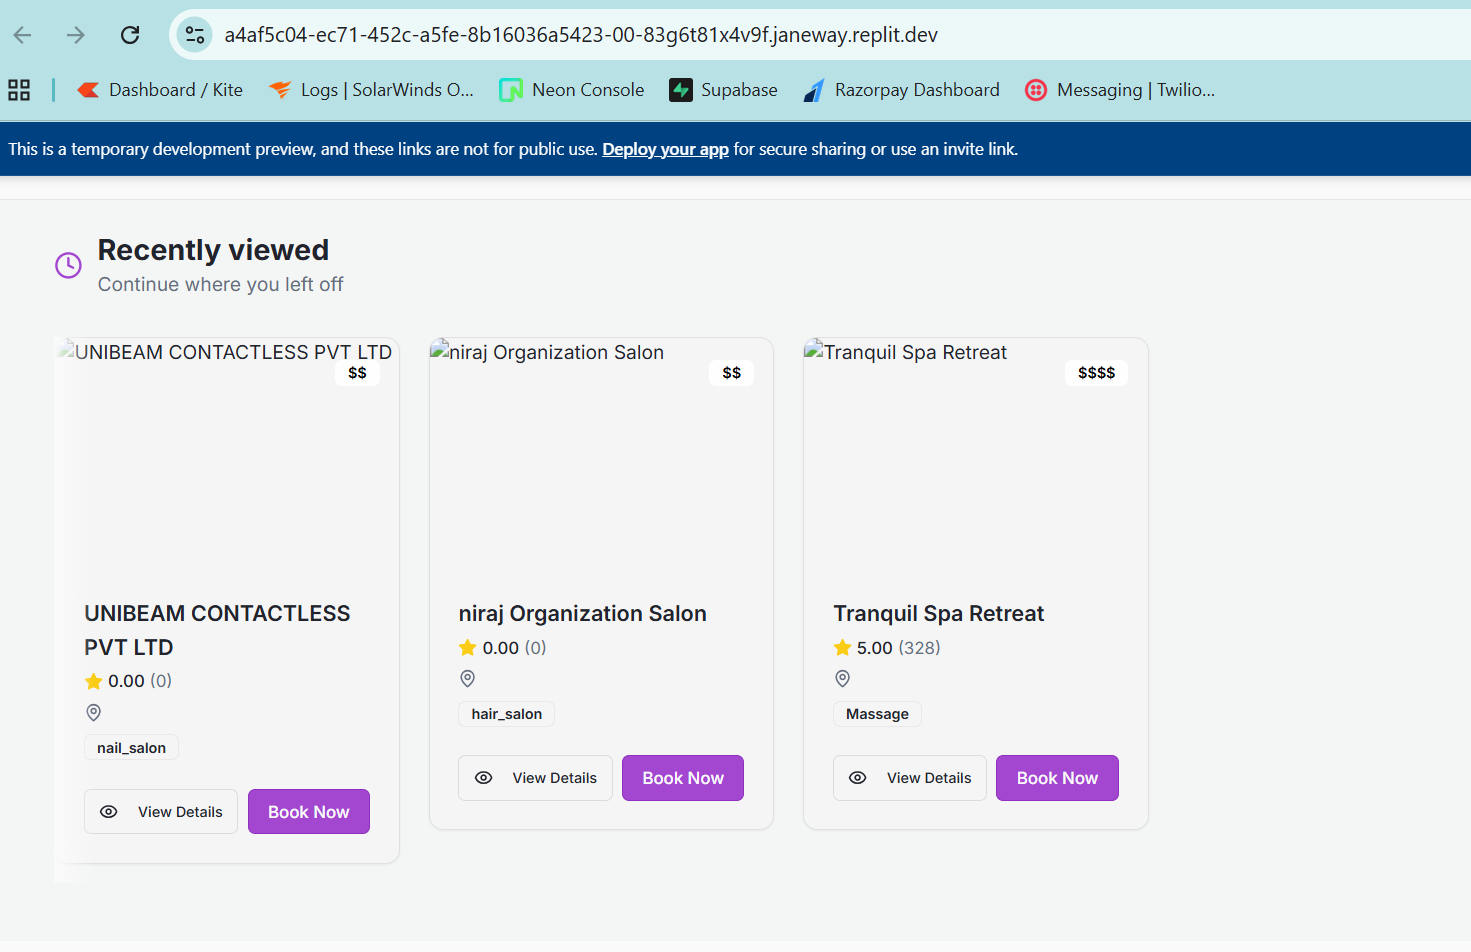 a4af5c04-ec71-452c-a5fe-8b16036a5423-00-83g6t81x4v9f.janeway.replit.dev
Dashboard / Kite Logs | SolarWinds O... Neon Console Supabase Razorpay Dashboard Messaging | Twilio...
This is a temporary development preview, and these links are not for public use. Deploy your app for secure sharing or use an invite link.
Recently viewed
Continue where you left off
UNIBEAM CONTACTLESS PVT LTD
$$
UNIBEAM CONTACTLESS
PVT LTD
0.00 (0)
nail_salon
View Details Book Now
niraj Organization Salon
$$
niraj Organization Salon
0.00 (0)
hair_salon
View Details Book Now
Tranquil Spa Retreat
$$$$
Tranquil Spa Retreat
5.00 (328)
Massage
View Details Book Now